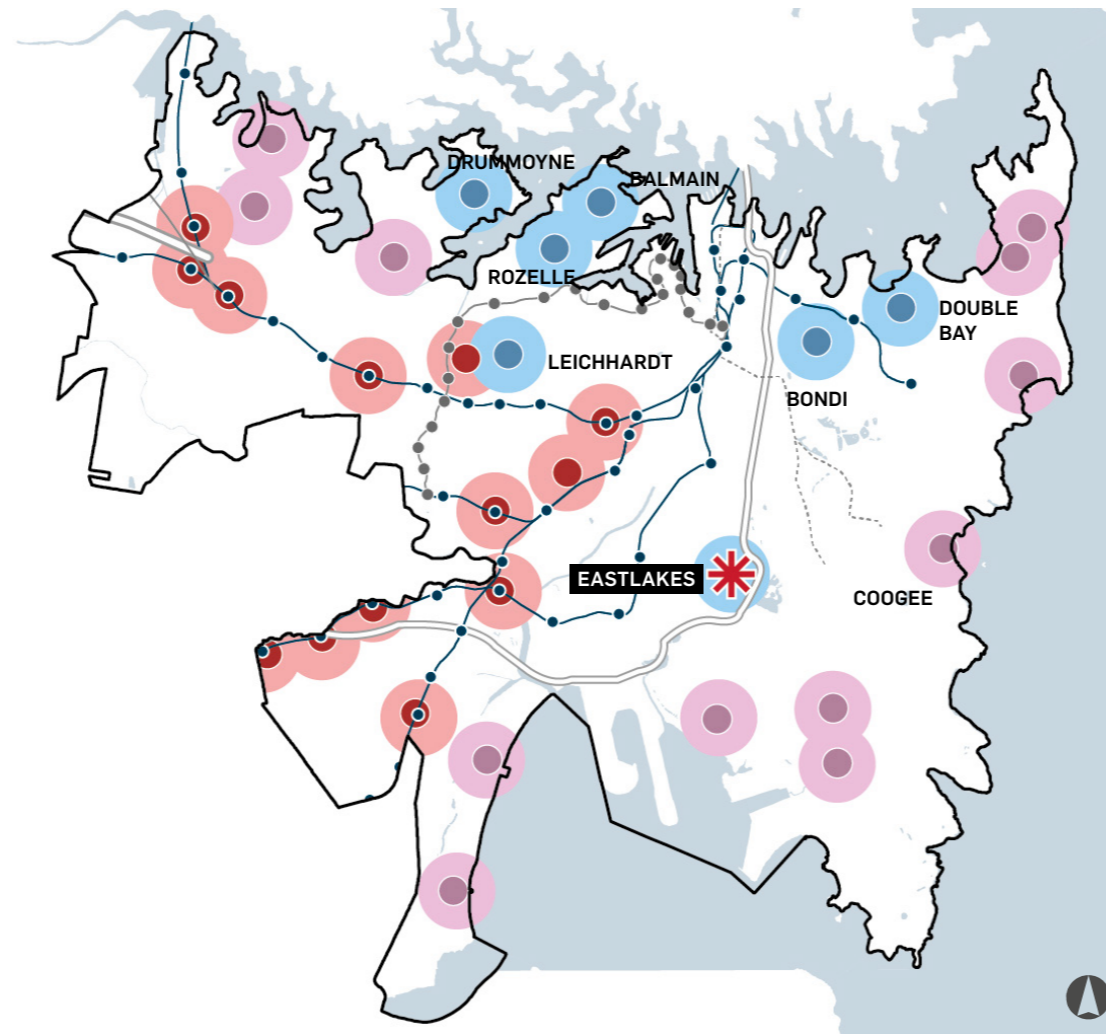 DRUMMOYNE
BALMAIN
ROZELLE
DOUBLE
BAY
LEICHHARDT
BONDI
EASTLAKES
COOGEE